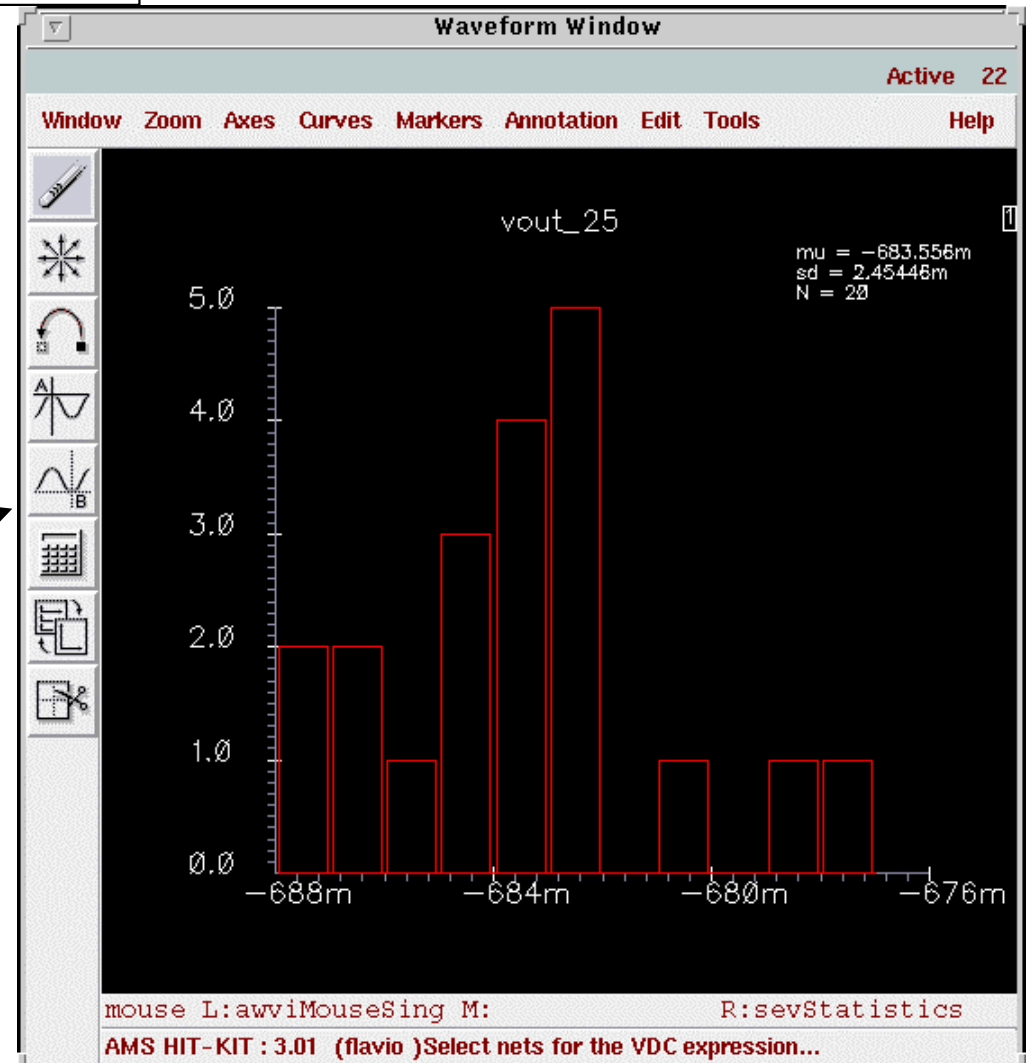 Waveform Window
Active 22
Window Zoom Axes Curves Markers Annotation Edit Tools Help
vout_25
1
mu = -683.556m
sd = 2.45446m
N = 20
5.0
4.0
3.0
2.0
1.0
0.0
-688m -684m -680m -676m
A
B
mouse L:awviMouseSing M: R:sevStatistics
AMS HIT-KIT : 3.01 (flavio )Select nets for the VDC expression...